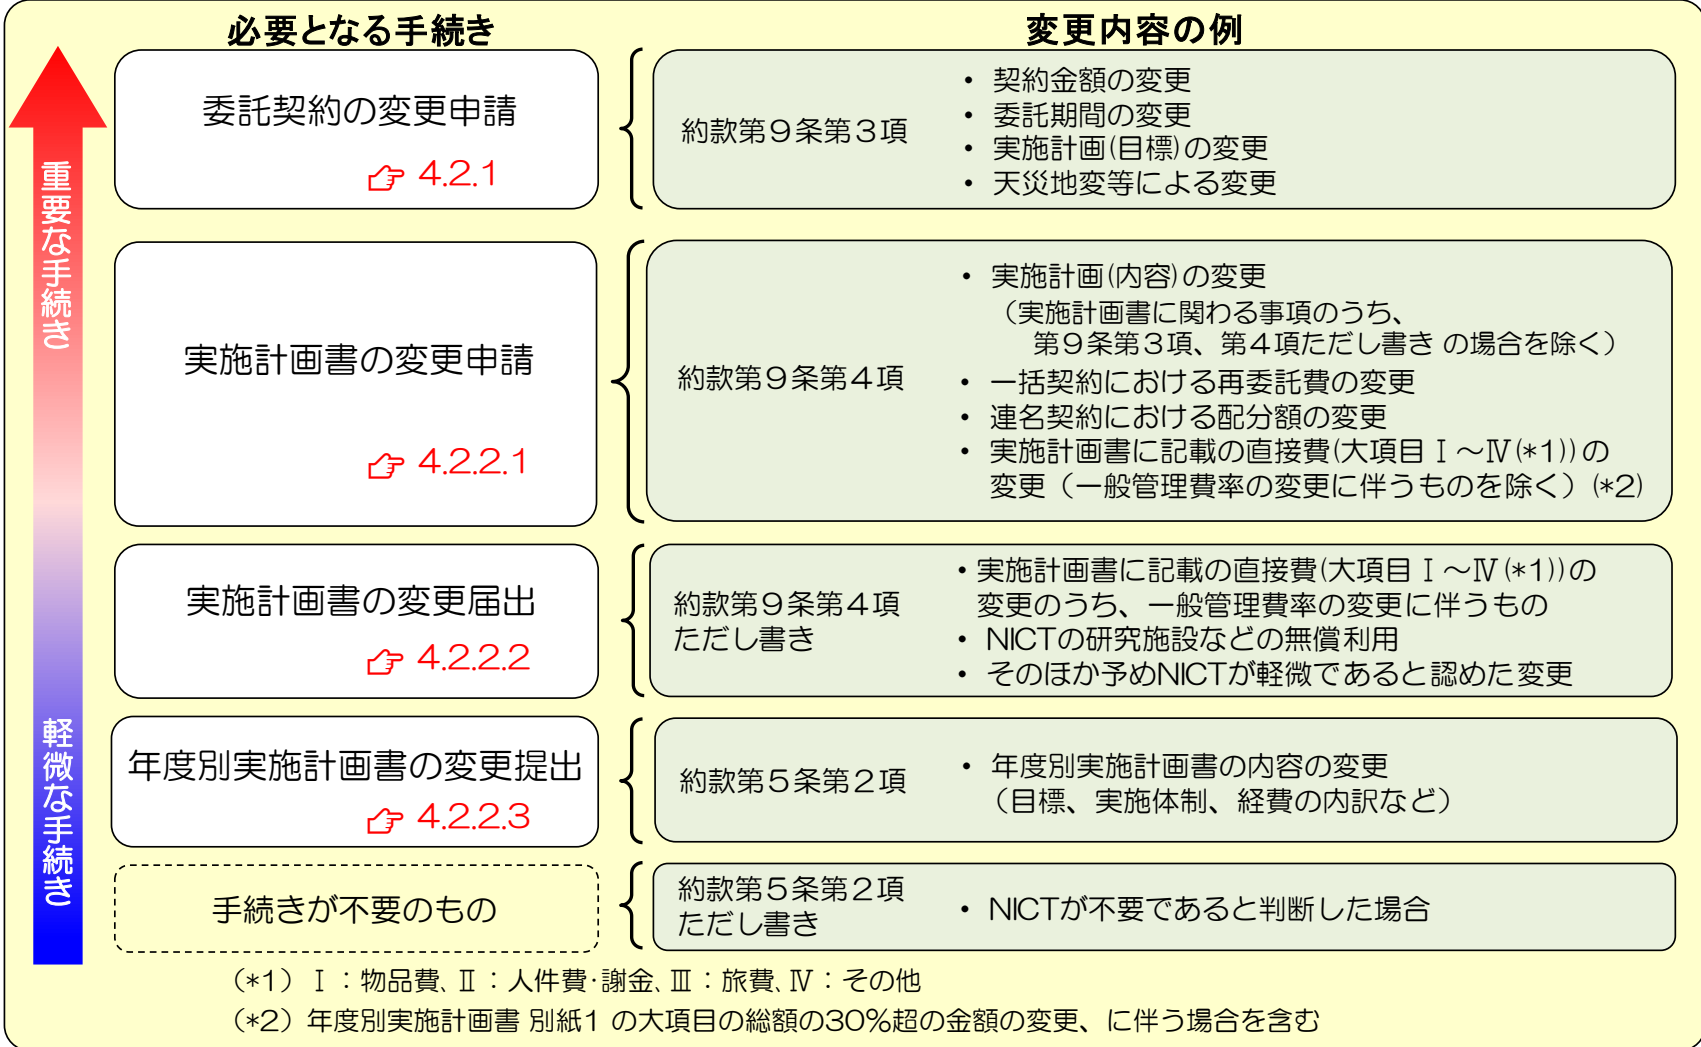 必要となる手続き
変更内容の例
重要な手続き
軽微な手続き
委託契約の変更申請
☞ 4.2.1
約款第９条第３項
・ 契約金額の変更
・ 委託期間の変更
・ 実施計画(目標)の変更
・ 天災地変等による変更
実施計画書の変更申請
☞ 4.2.2.1
約款第９条第４項
・ 実施計画(内容)の変更
（実施計画書に関わる事項のうち、
第９条第３項、第４項ただし書き の場合を除く）
・ 一括契約における再委託費の変更
・ 連名契約における配分額の変更
・ 実施計画書に記載の直接費(大項目Ⅰ～Ⅳ(*1))の
変更（一般管理費率の変更に伴うものを除く）(*2)
実施計画書の変更届出
☞ 4.2.2.2
約款第９条第４項
ただし書き
・実施計画書に記載の直接費(大項目Ⅰ～Ⅳ(*1))の
変更のうち、一般管理費率の変更に伴うもの
・ NICTの研究施設などの無償利用
・ そのほか予めNICTが軽微であると認めた変更
年度別実施計画書の変更提出
☞ 4.2.2.3
約款第５条第２項
・ 年度別実施計画書の内容の変更
（目標、実施体制、経費の内訳など）
手続きが不要のもの
約款第５条第２項
ただし書き
・ NICTが不要であると判断した場合
（*1）Ⅰ：物品費、Ⅱ：人件費･謝金、Ⅲ：旅費、Ⅳ：その他
（*2）年度別実施計画書 別紙1 の大項目の総額の30％超の金額の変更、に伴う場合を含む